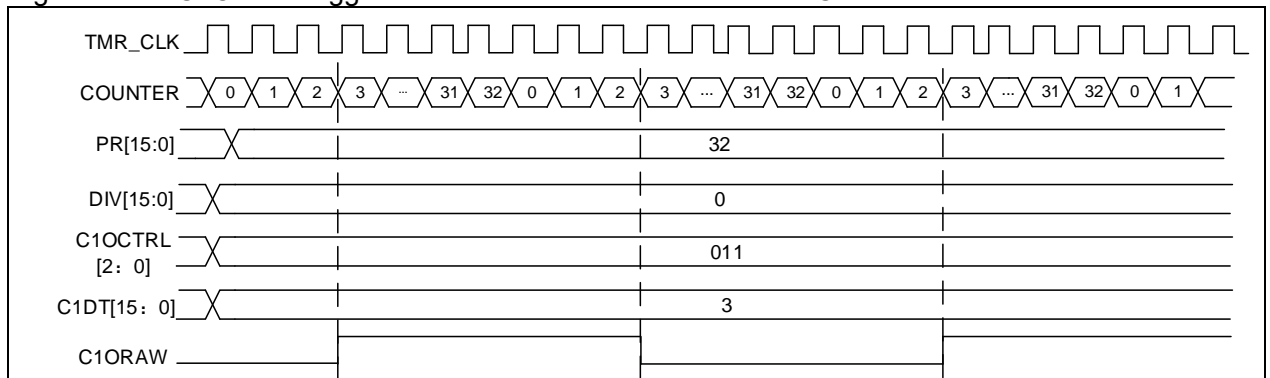 TMR_CLK
COUNTER 0 1 2 3 ... 31 32 0 1 2 3 ... 31 32 0 1 2 3 ... 31 32 0 1
PR[15:0] 32
DIV[15:0] 0
C1OCTRL
[2：0] 011
C1DT[15：0] 3
C1ORAW